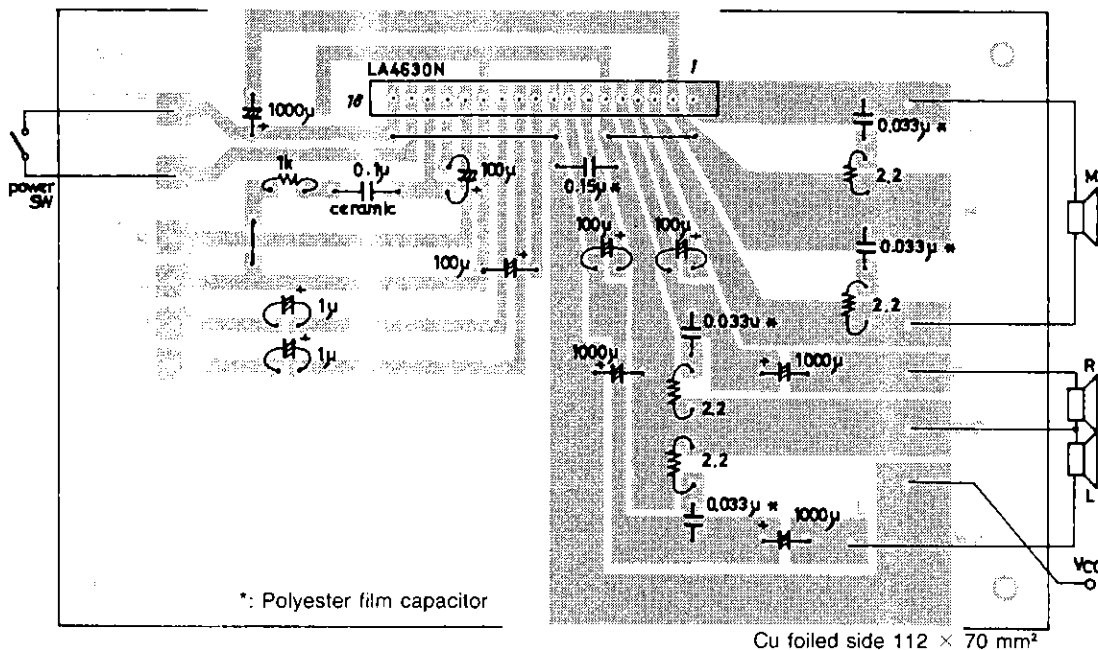 LA4630N
1
18
1000µ
+
0.033µ *
1k
0.1µ
100µ
+
0.15µ *
2.2
power
SW
ceramic
M
100µ
+
100µ
+
0.033µ *
100µ
+
+
1µ
2.2
0.033µ *
+
1µ
1000µ
+
+
1000µ
R
2.2
2.2
L
0.033µ *
+
1000µ
VCC
*: Polyester film capacitor
Cu foiled side 112 × 70 mm²